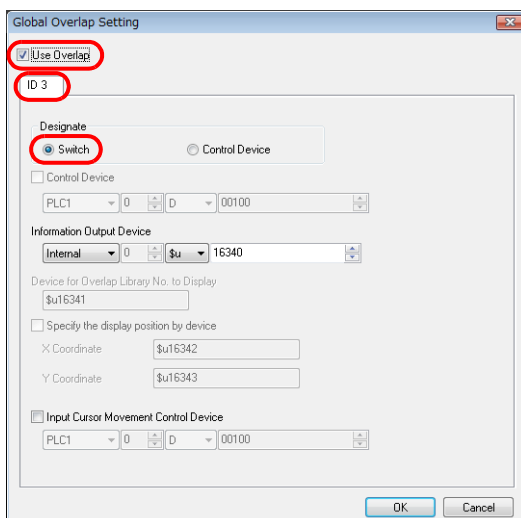 Global Overlap Setting
Use Overlap
ID 3
Designate
Switch Control Device
Control Device
PLC1 0 D 00100
Information Output Device
Internal 0 $u 16340
Device for Overlap Library No. to Display
$u16341
Specify the display position by device
X Coordinate $u16342
Y Coordinate $u16343
Input Cursor Movement Control Device
PLC1 0 D 00100
OK Cancel